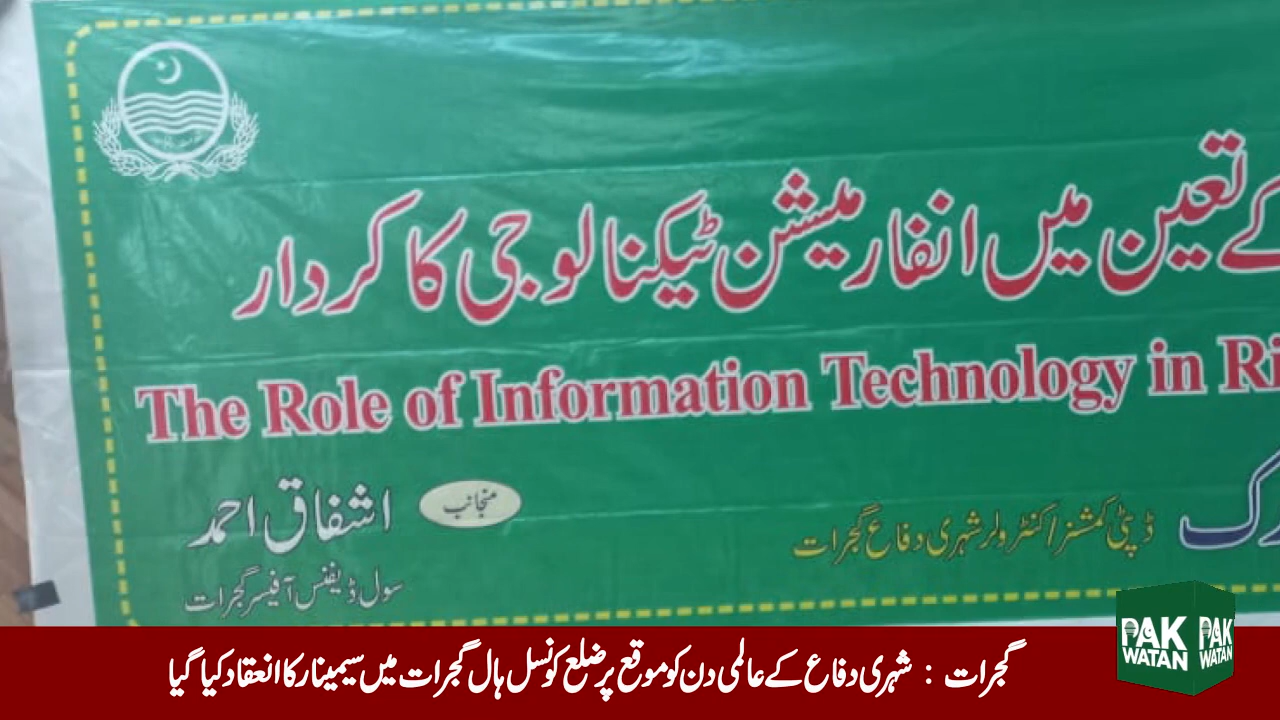 کے تعین میں انفارمیشن ٹیکنالوجی کا کردار
The Role of Information Technology in Ri
منجانب
اشفاق احمد
سول ڈیفنس آفیسر گجرات
ڈپٹی کمشنر اکنٹرولر شہری دفاع گجرات
PAK WATAN
PAK WATAN
گجرات : شہری دفاع کے عالمی دن کو موقع پر ضلع کونسل ہال گجرات میں سیمینار کا انعقاد کیا گیا